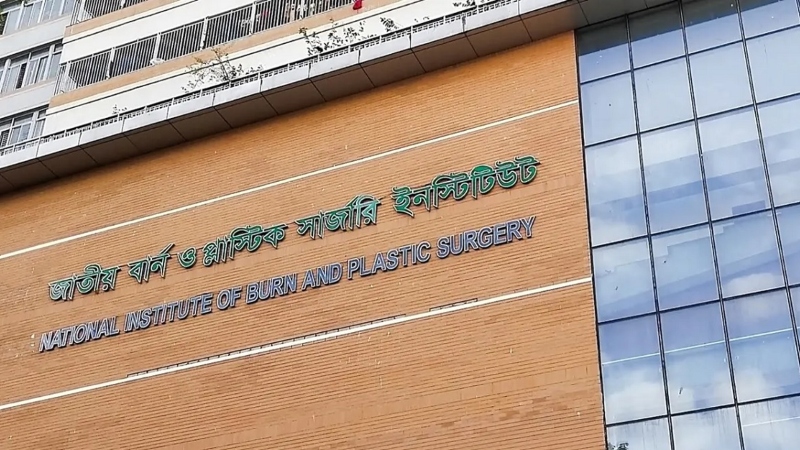 জাতীয় বার্ন ও প্লাস্টিক সার্জারি ইনস্টিটিউট
NATIONAL INSTITUTE OF BURN AND PLASTIC SURGERY